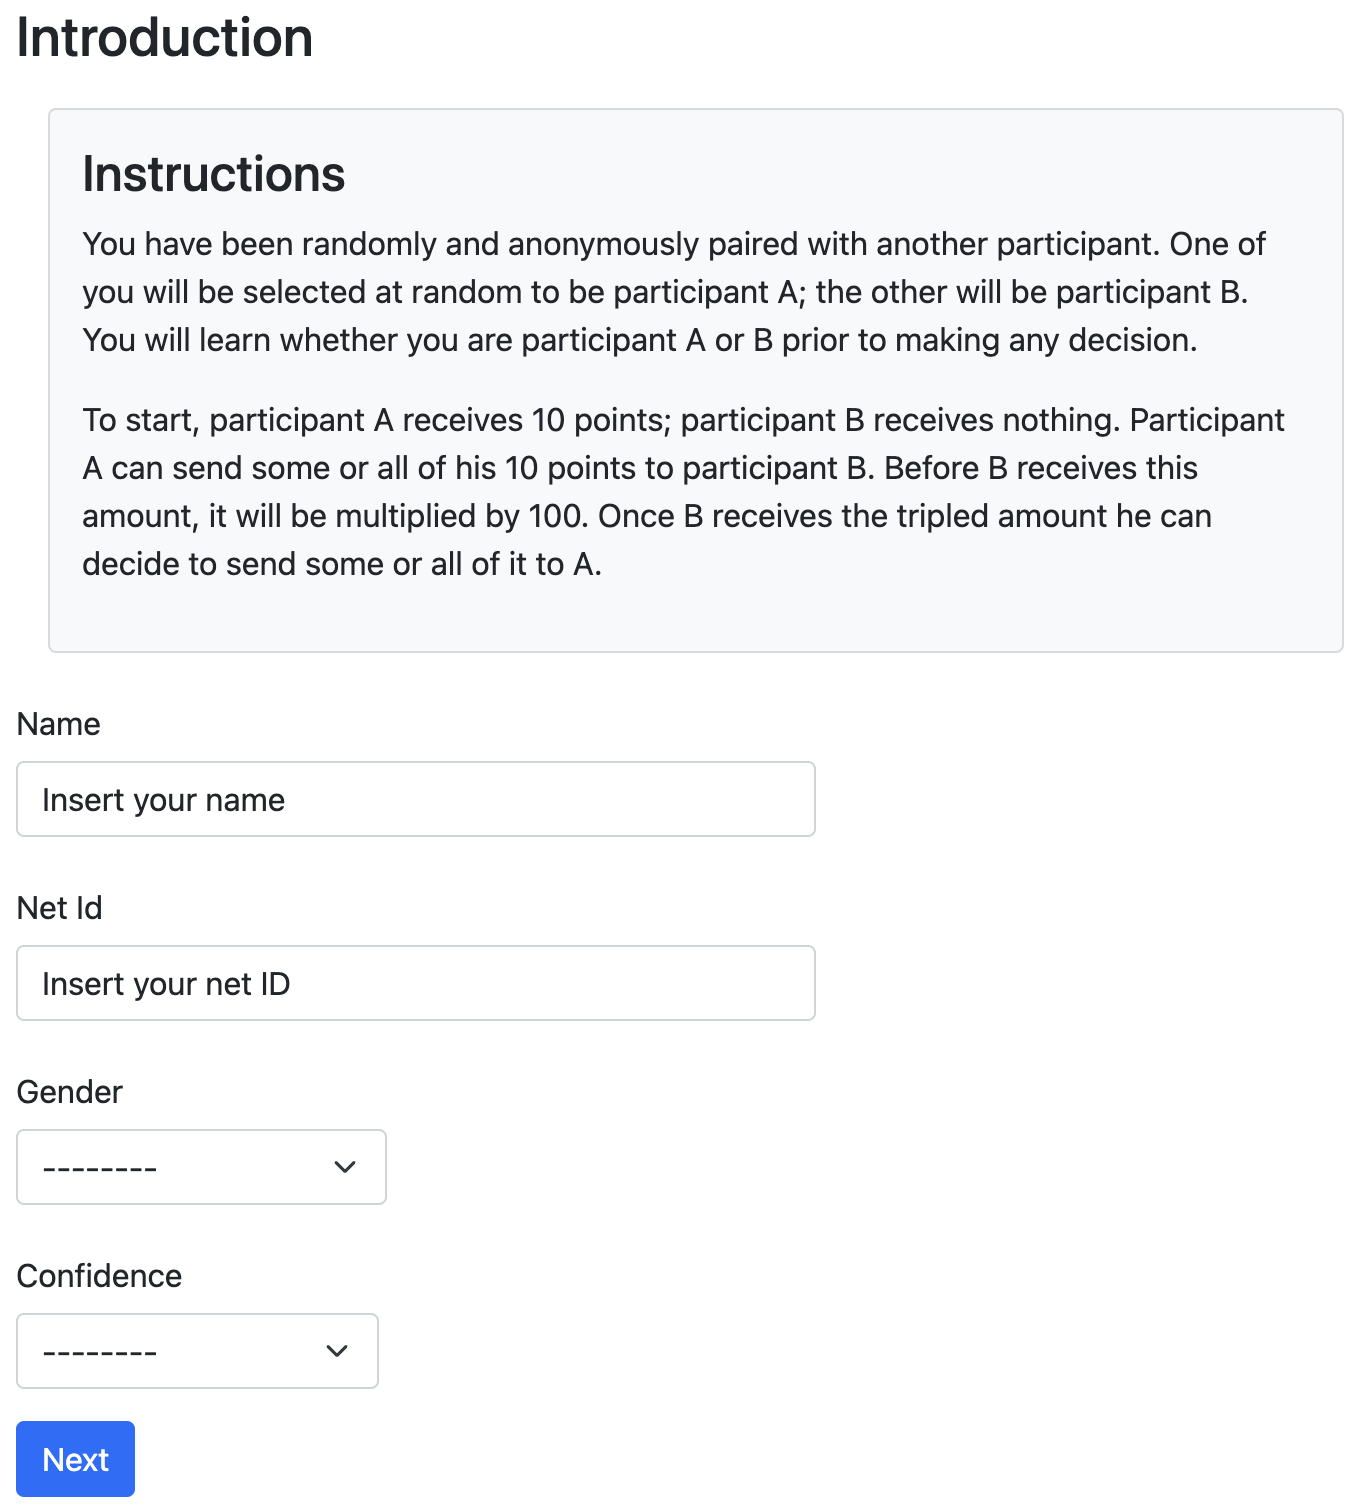 Introduction
Instructions
You have been randomly and anonymously paired with another participant. One of
you will be selected at random to be participant A; the other will be participant B.
You will learn whether you are participant A or B prior to making any decision.
To start, participant A receives 10 points; participant B receives nothing. Participant
A can send some or all of his 10 points to participant B. Before B receives this
amount, it will be multiplied by 100. Once B receives the tripled amount he can
decide to send some or all of it to A.
Name
Insert your name
Net Id
Insert your net ID
Gender
--------
Confidence
--------
Next